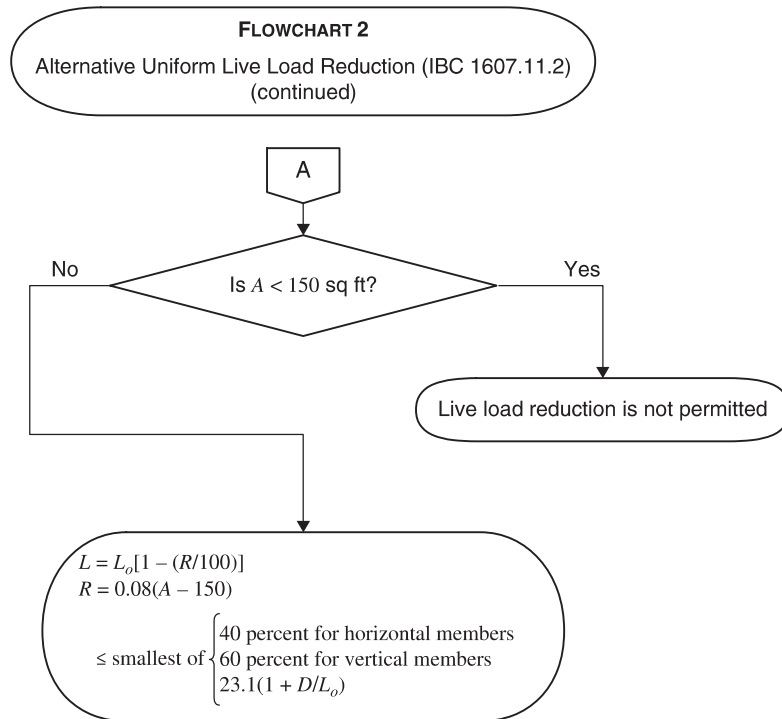 FLOWCHART 2
Alternative Uniform Live Load Reduction (IBC 1607.11.2)
(continued)
A
Is A < 150 sq ft?
No
Yes
Live load reduction is not permitted
L = Lₒ[1 – (R/100)]
R = 0.08(A – 150)
≤ smallest of
40 percent for horizontal members
60 percent for vertical members
23.1(1 + D/Lₒ)